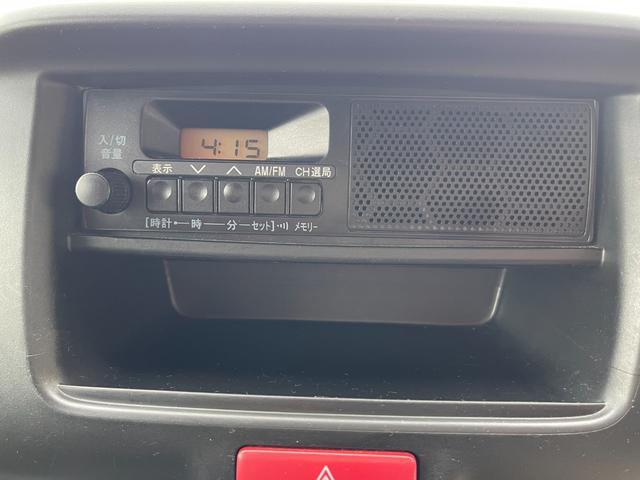 入/切
音量
4:15
表示 AM/FM CH選局
[時計 時 分 セット] メモリー